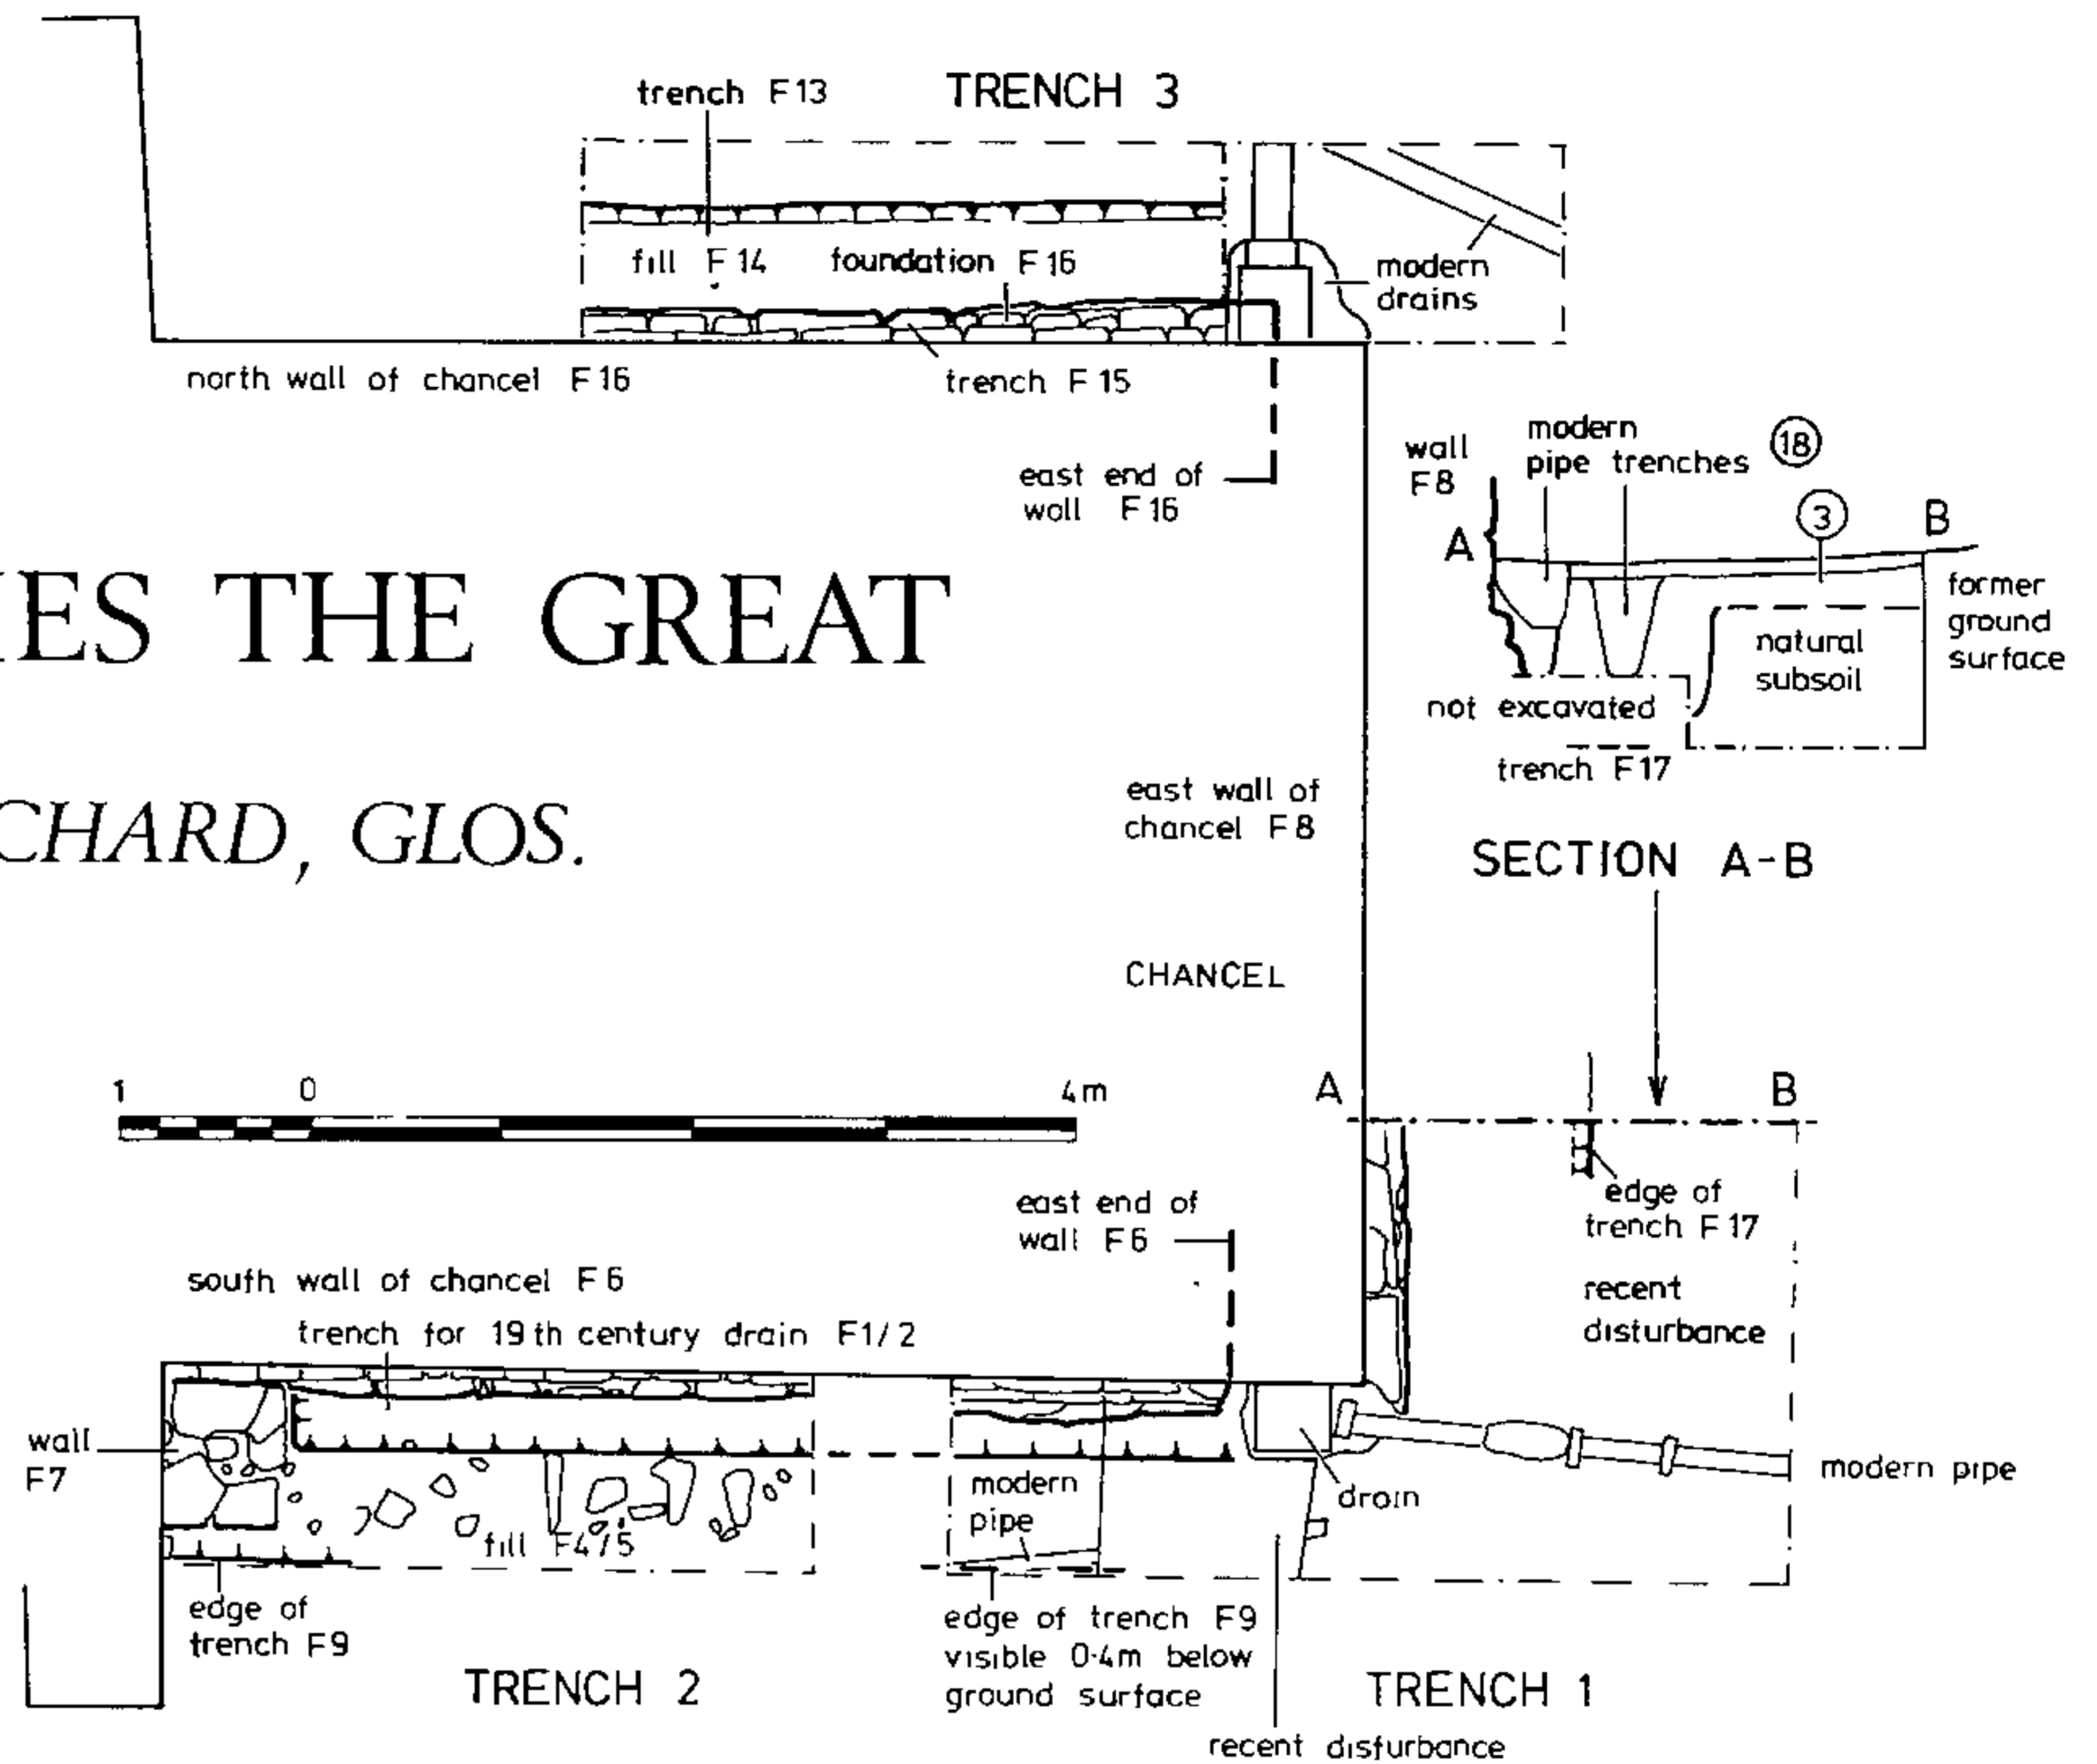 trench F13
TRENCH 3
fill F14
foundation F16
modern
drains
north wall of chancel F16
trench F15
east end of
wall F16
wall
F8
modern
pipe trenches
18
3
A
B
former
ground
surface
natural
subsoil
not excavated
trench F17
IES THE GREAT
CHARD, GLOS.
east wall of
chancel F8
SECTION A-B
CHANCEL
1 0 4m
A
B
edge of
trench F17
recent
disturbance
east end of
wall F6
south wall of chancel F6
trench for 19th century drain F1/2
wall
F7
fill F4/5
modern
pipe
drain
modern pipe
edge of
trench F9
edge of trench F9
visible 0·4m below
ground surface
TRENCH 2
TRENCH 1
recent disturbance